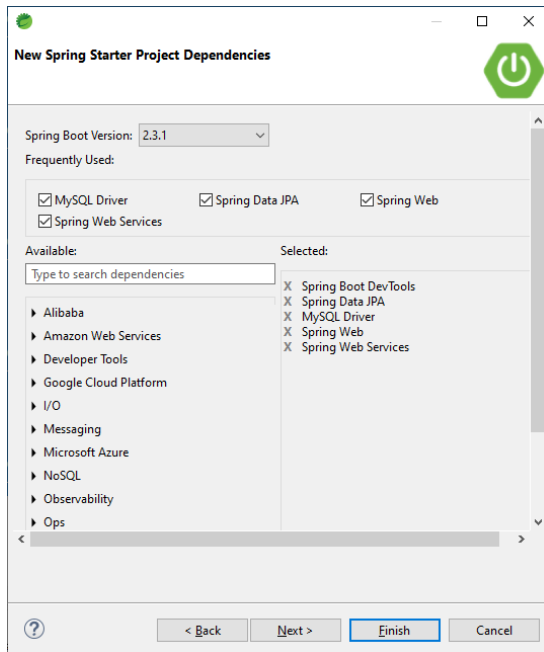 New Spring Starter Project Dependencies
Spring Boot Version: 2.3.1
Frequently Used:
MySQL Driver Spring Data JPA Spring Web
Spring Web Services
Available:
Type to search dependencies
Alibaba
Amazon Web Services
Developer Tools
Google Cloud Platform
I/O
Messaging
Microsoft Azure
NoSQL
Observability
Ops
Selected:
X Spring Boot DevTools
X Spring Data JPA
X MySQL Driver
X Spring Web
X Spring Web Services
? < Back Next > Finish Cancel